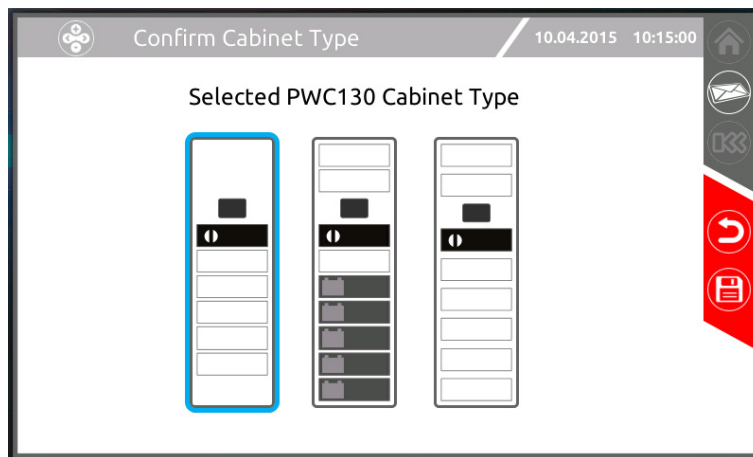 Confirm Cabinet Type
10.04.2015 10:15:00
Selected PWC130 Cabinet Type